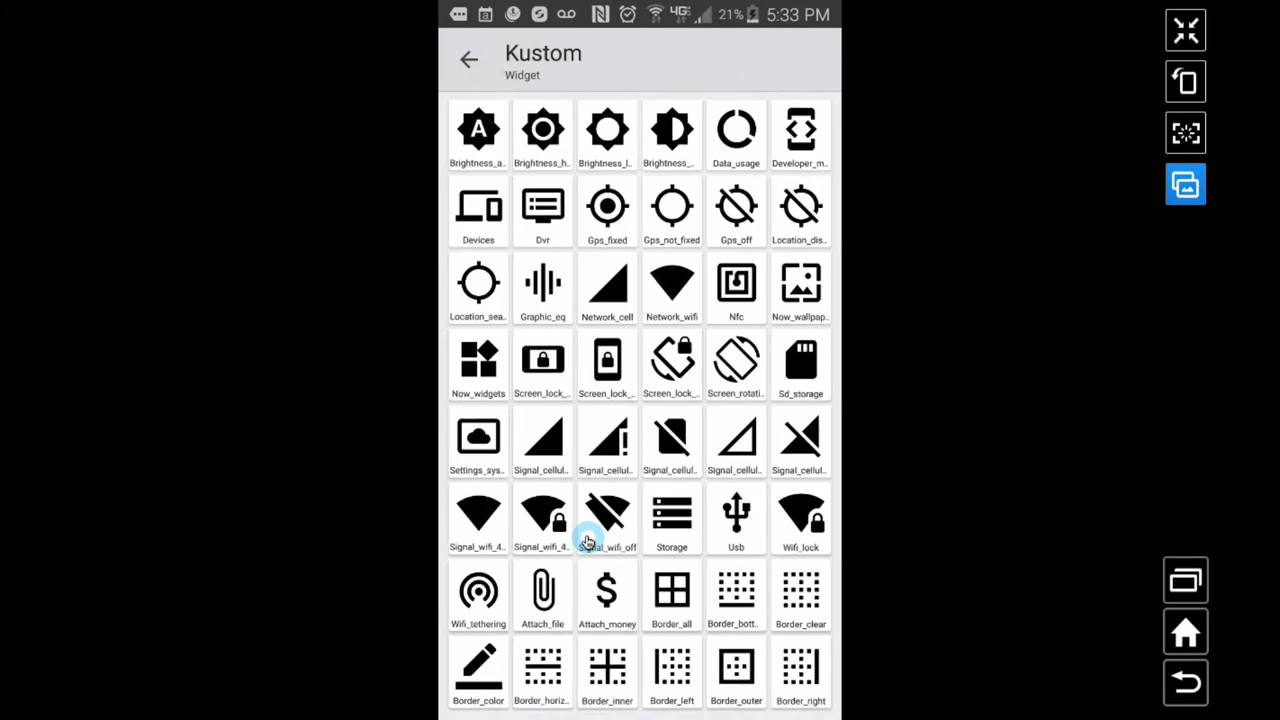 4G 21% 5:33 PM
Kustom
Widget
A
Brightness_a.. Brightness_h.. Brightness_l.. Brightness_... Data_usage Developer_m..
Devices Dvr Gps_fixed Gps_not_fixed Gps_off Location_dis..
Location_sea.. Graphic_eq Network_cell Network_wifi Nfc Now_wallpap..
Now_widgets Screen_lock_.. Screen_lock_.. Screen_lock_.. Screen_rotati.. Sd_storage
Settings_sys.. Signal_cellul.. Signal_cellul.. Signal_cellul.. Signal_cellul.. Signal_cellul..
Signal_wifi_4.. Signal_wifi_4.. Signal_wifi_off Storage Usb Wifi_lock
$
Wifi_tethering Attach_file Attach_money Border_all Border_bott.. Border_clear
Border_color Border_horiz.. Border_inner Border_left Border_outer Border_right